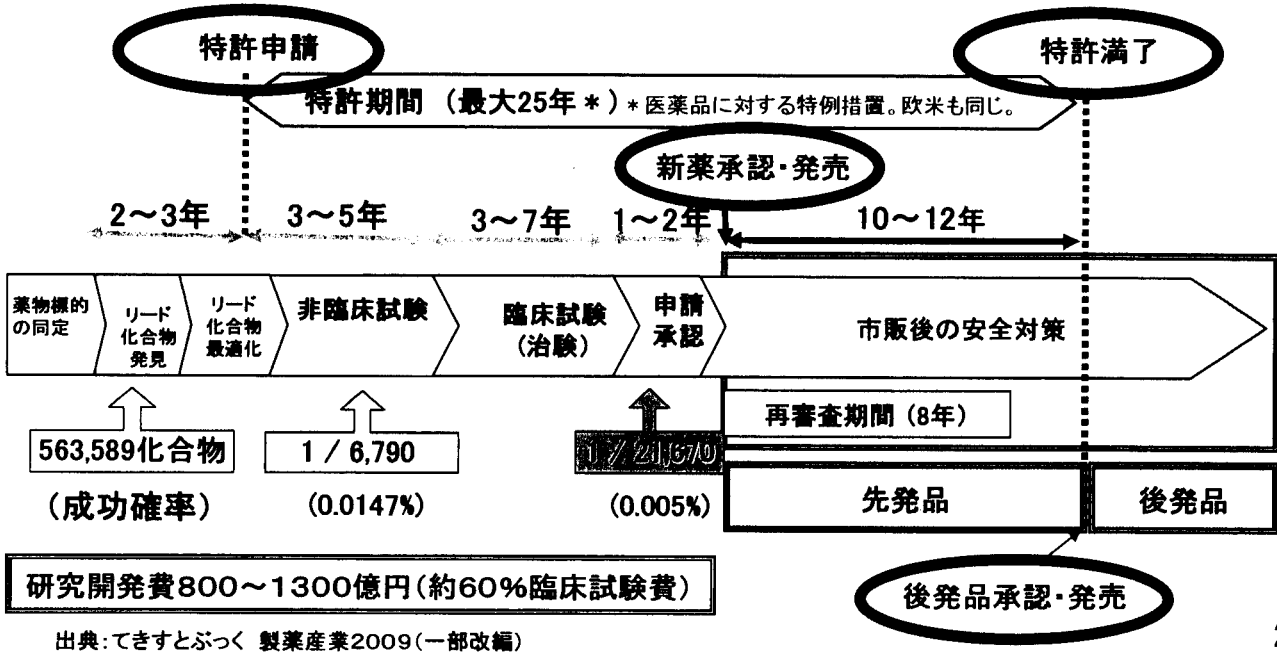 特許申請
特許満了
特許期間 (最大25年*) *医薬品に対する特例措置。欧米も同じ。
新薬承認・発売
2～3年
3～5年
3～7年
1～2年
10～12年
薬物標的
の同定
リード
化合物
発見
リード
化合物
最適化
非臨床試験
臨床試験
(治験)
申請
承認
市販後の安全対策
再審査期間 (8年)
563,589化合物
1 / 6,790
1 / 21,670
(成功確率)
(0.0147%)
(0.005%)
先発品
後発品
研究開発費800～1300億円(約60%臨床試験費)
後発品承認・発売
出典:てきすとぶっく 製薬産業2009(一部改編)